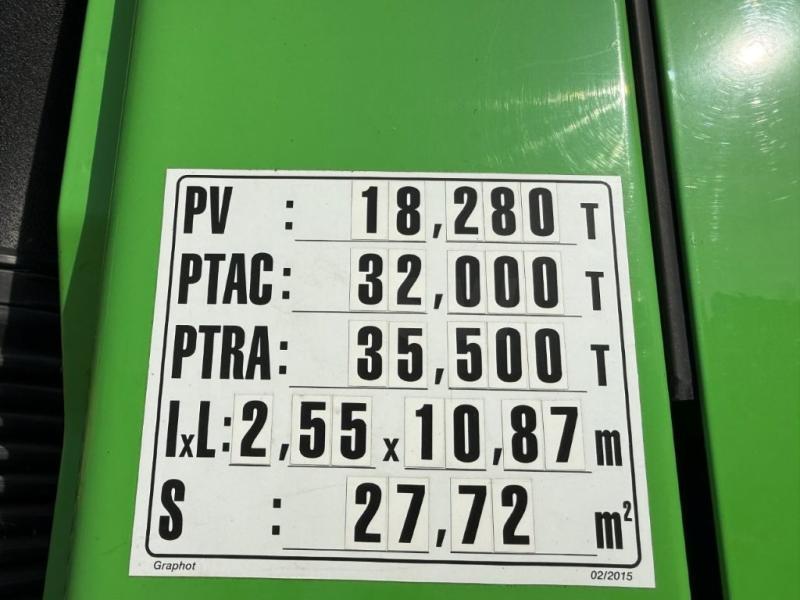 PV : 18,280 T
PTAC: 32,000 T
PTRA: 35,500 T
lxL: 2,55 x 10,87 m
S : 27,72 m²
Graphot 02/2015